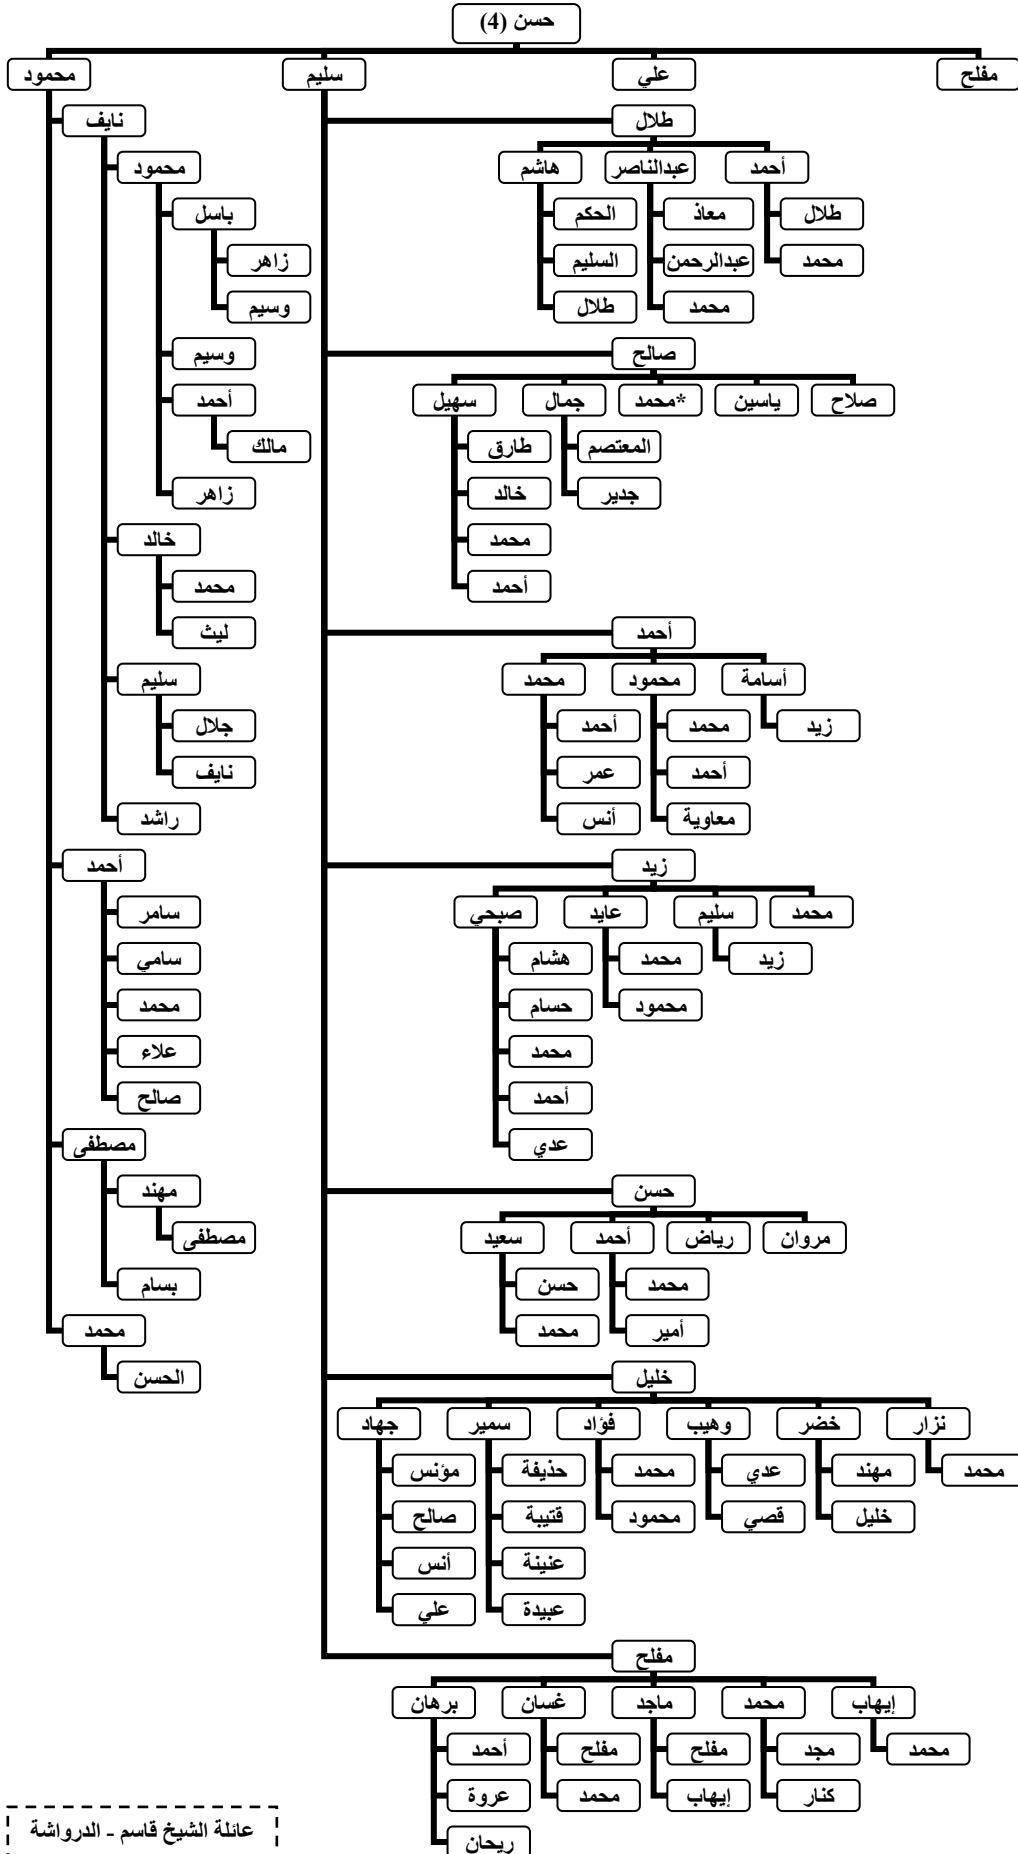 حسن (4)
مفلح
علي
سليم
محمود
طلال
أحمد
عبدالناصر
هاشم
طلال
محمد
معاذ
عبدالرحمن
محمد
الحكم
السليم
طلال
صالح
صلاح
ياسين
*محمد
جمال
سهيل
المعتصم
جدير
طارق
خالد
محمد
أحمد
أحمد
أسامة
محمود
محمد
زيد
محمد
أحمد
معاوية
أحمد
عمر
أنس
زيد
محمد
سليم
عايد
صبحي
زيد
محمد
محمود
هشام
حسام
محمد
أحمد
عدي
حسن
مروان
رياض
أحمد
سعيد
محمد
أمير
حسن
محمد
خليل
نزار
خضر
وهيب
فؤاد
سمير
جهاد
محمد
مهند
خليل
عدي
قصي
محمد
محمود
حذيفة
قتيبة
عنينة
عبيدة
مؤنس
صالح
أنس
علي
مفلح
إيهاب
محمد
ماجد
غسان
برهان
محمد
مجد
كنار
مفلح
إيهاب
مفلح
محمد
أحمد
عروة
ريحان
نايف
محمود
باسل
زاهر
وسيم
وسيم
أحمد
مالك
زاهر
خالد
محمد
ليث
سليم
جلال
نايف
راشد
أحمد
سامر
سامي
محمد
علاء
صالح
مصطفى
مهند
مصطفى
بسام
محمد
الحسن
عائلة الشيخ قاسم - الدرواشة